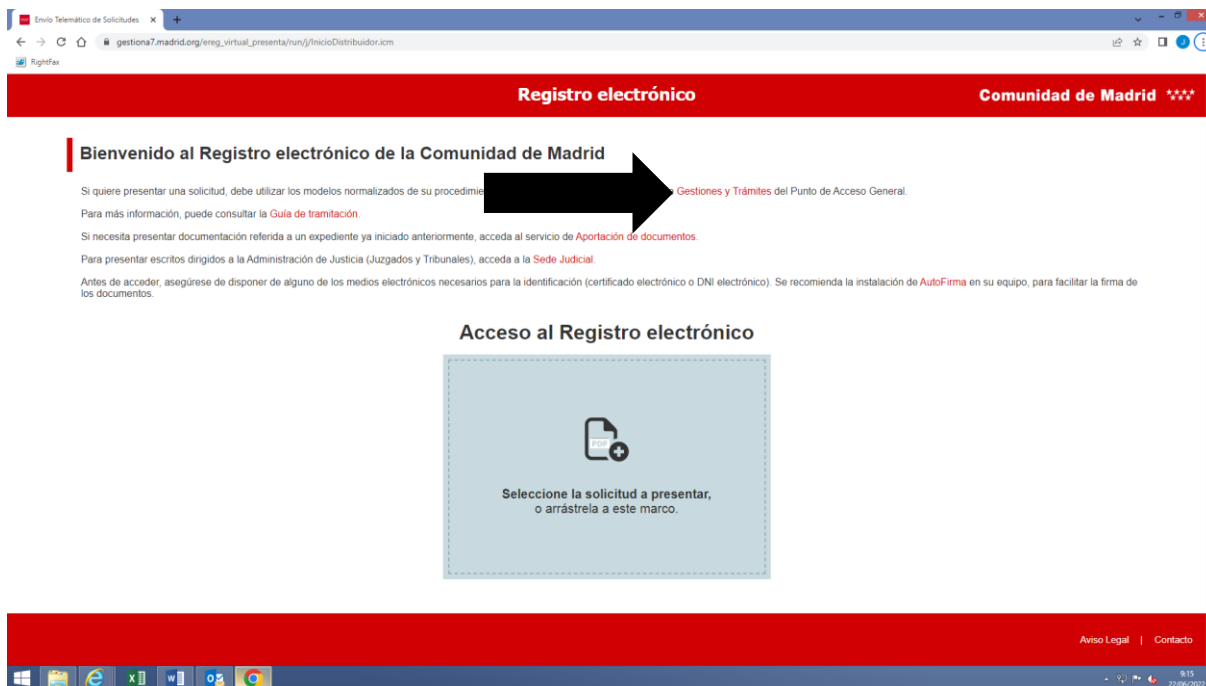 Envío Telemático de Solicitudes
gestiona7.madrid.org/ereg_virtual_presenta/run/j/InicioDistribuidor.icm
RightFax
Registro electrónico
Comunidad de Madrid
Bienvenido al Registro electrónico de la Comunidad de Madrid
Si quiere presentar una solicitud, debe utilizar los modelos normalizados de su Gestiones y Trámites del Punto de Acceso General.
Para más información, puede consultar la Guía de tramitación.
Si necesita presentar documentación referida a un expediente ya iniciado anteriormente, acceda al servicio de Aportación de documentos.
Para presentar escritos dirigidos a la Administración de Justicia (Juzgados y Tribunales), acceda a la Sede Judicial.
Antes de acceder, asegúrese de disponer de alguno de los medios electrónicos necesarios para la identificación (certificado electrónico o DNI electrónico). Se recomienda la instalación de AutoFirma en su equipo, para facilitar la firma de
los documentos.
Acceso al Registro electrónico
PDF
Seleccione la solicitud a presentar,
o arrástrela a este marco.
Aviso Legal | Contacto
9:15
22/06/2022